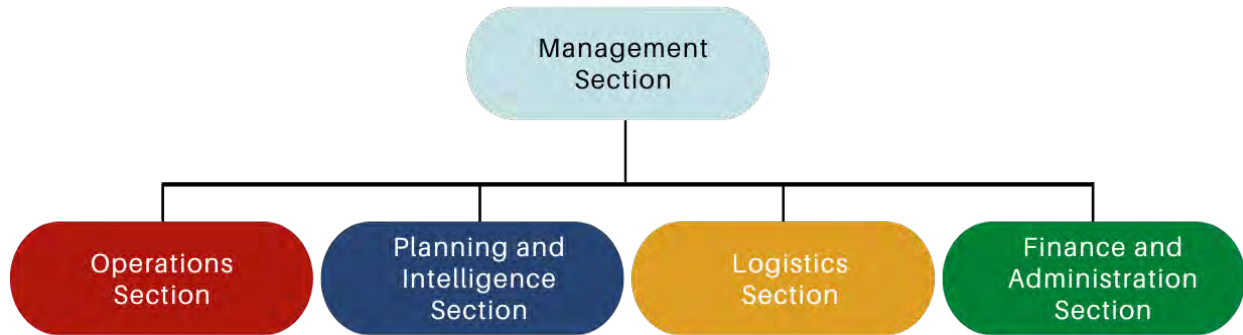 Management
Section
Operations
Section
Planning and
Intelligence
Section
Logistics
Section
Finance and
Administration
Section